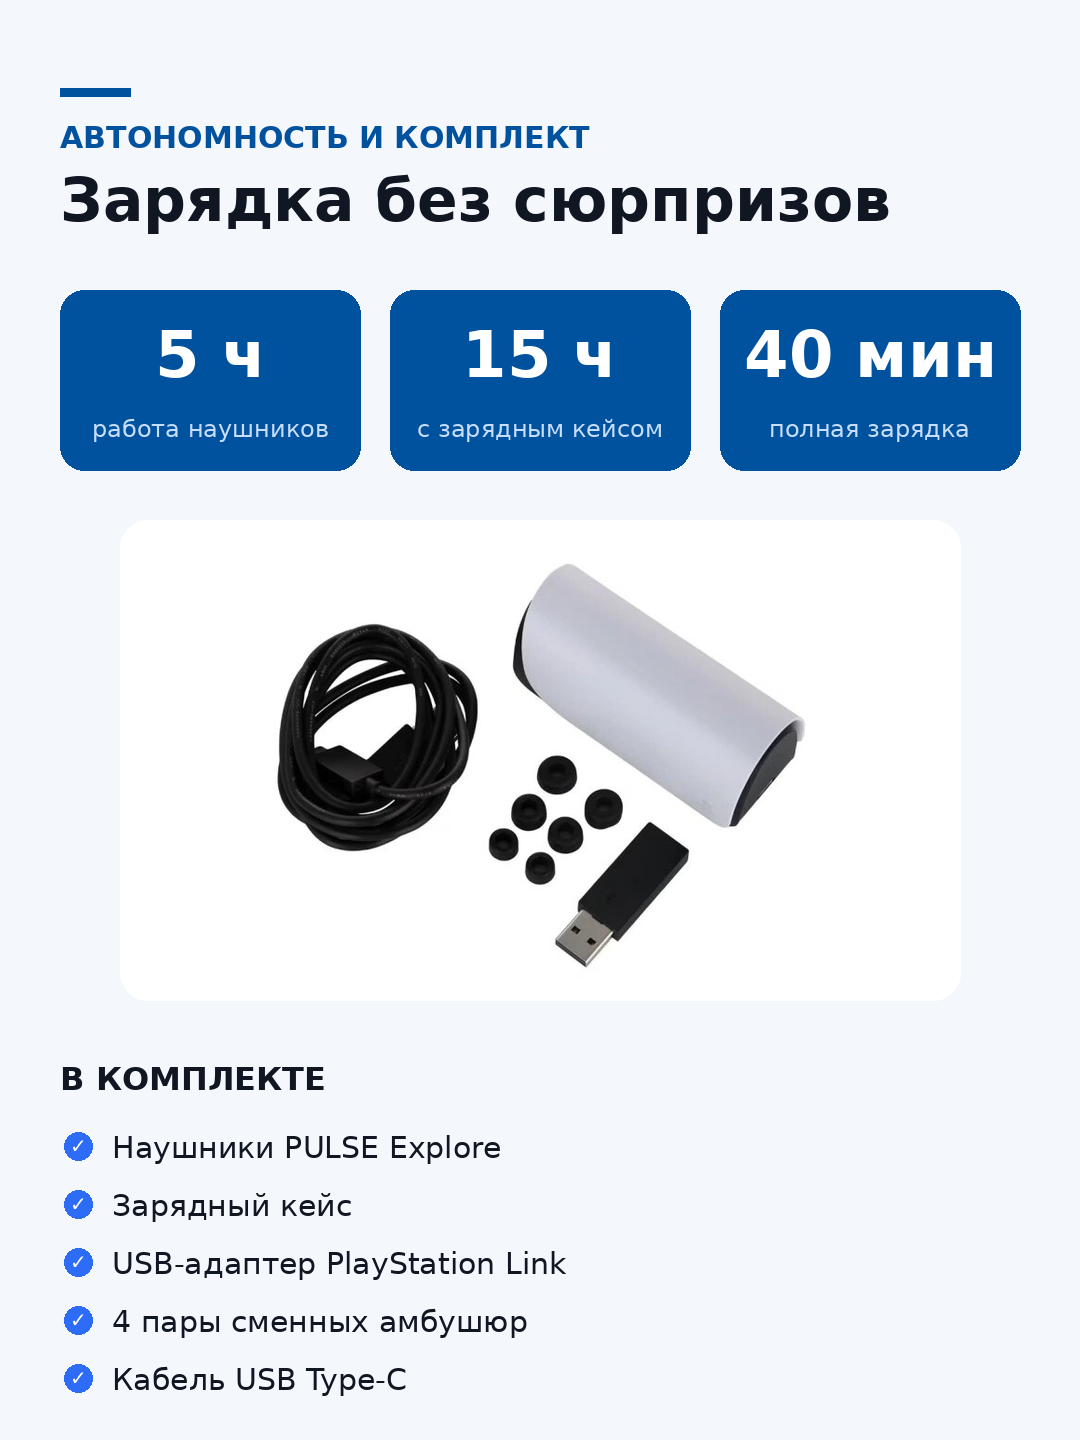 АВТОНОМНОСТЬ И КОМПЛЕКТ
Зарядка без сюрпризов
5 ч
работа наушников
15 ч
с зарядным кейсом
40 мин
полная зарядка
В КОМПЛЕКТЕ
✓ Наушники PULSE Explore
✓ Зарядный кейс
✓ USB-адаптер PlayStation Link
✓ 4 пары сменных амбушюр
✓ Кабель USB Type-C